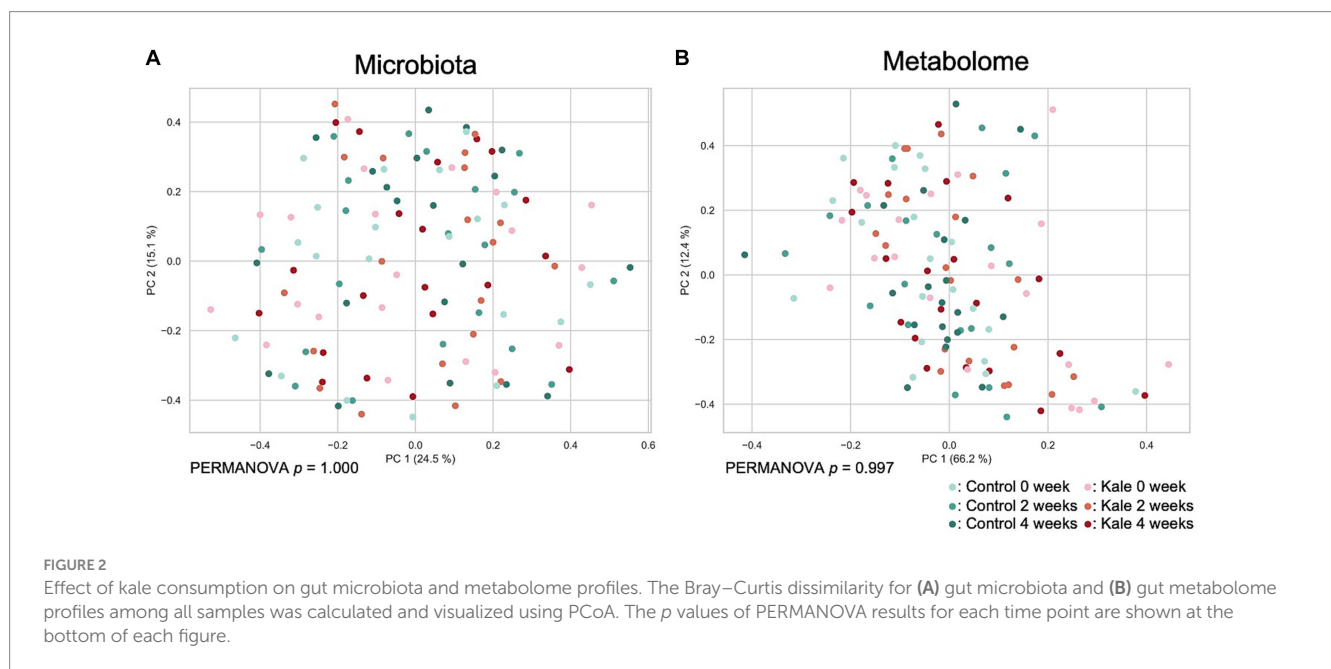 A
Microbiota
0.4
0.2
0.0
−0.2
−0.4
PC 2 (15.1 %)
−0.4
−0.2
0.0
0.2
0.4
0.6
PC 1 (24.5 %)
PERMANOVA p = 1.000
B
Metabolome
0.4
0.2
0.0
−0.2
−0.4
PC 2 (12.4 %)
−0.4
−0.2
0.0
0.2
0.4
PC 1 (66.2 %)
PERMANOVA p = 0.997
: Control 0 week : Kale 0 week
: Control 2 weeks : Kale 2 weeks
: Control 4 weeks : Kale 4 weeks
FIGURE 2
Effect of kale consumption on gut microbiota and metabolome profiles. The Bray–Curtis dissimilarity for (A) gut microbiota and (B) gut metabolome
profiles among all samples was calculated and visualized using PCoA. The p values of PERMANOVA results for each time point are shown at the
bottom of each figure.